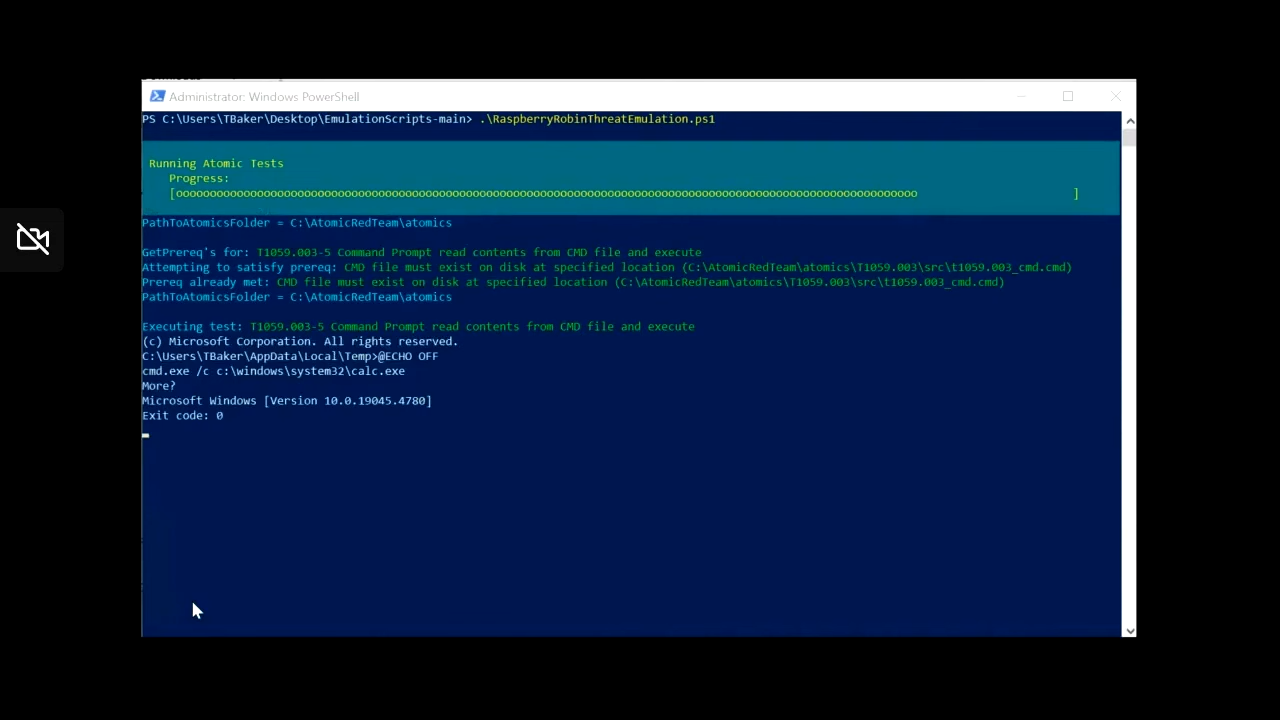 Administrator: Windows PowerShell
PS C:\Users\TBaker\Desktop\EmulationScripts-main> .\RaspberryRobinThreatEmulation.ps1
Running Atomic Tests
Progress:
[oooooooooooooooooooooooooooooooooooooooooooooooooooooooooooooooooooooooooooooooooooooooooooooooooooooooooooooo ]
PathToAtomicsFolder = C:\AtomicRedTeam\atomics
GetPrereq's for: T1059.003-5 Command Prompt read contents from CMD file and execute
Attempting to satisfy prereq: CMD file must exist on disk at specified location (C:\AtomicRedTeam\atomics\T1059.003\src\t1059.003_cmd.cmd)
Prereq already met: CMD file must exist on disk at specified location (C:\AtomicRedTeam\atomics\T1059.003\src\t1059.003_cmd.cmd)
PathToAtomicsFolder = C:\AtomicRedTeam\atomics
Executing test: T1059.003-5 Command Prompt read contents from CMD file and execute
(c) Microsoft Corporation. All rights reserved.
C:\Users\TBaker\AppData\Local\Temp>@ECHO OFF
cmd.exe /c c:\windows\system32\calc.exe
More?
Microsoft Windows [Version 10.0.19045.4780]
Exit code: 0